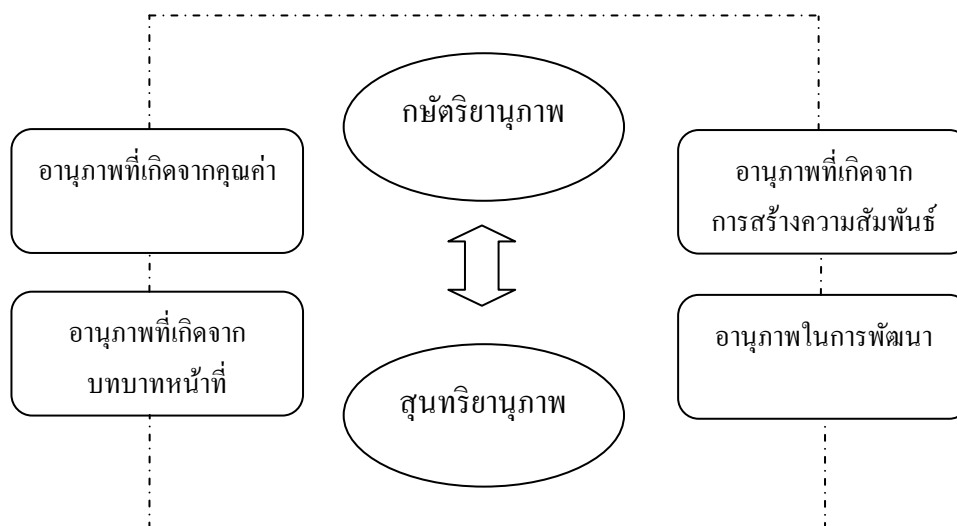 กษัตริยานุภาพ
อานุภาพที่เกิดจากคุณค่า
อานุภาพที่เกิดจาก
การสร้างความสัมพันธ์
อานุภาพที่เกิดจาก
บทบาทหน้าที่
อานุภาพในการพัฒนา
สุนทริยานุภาพ